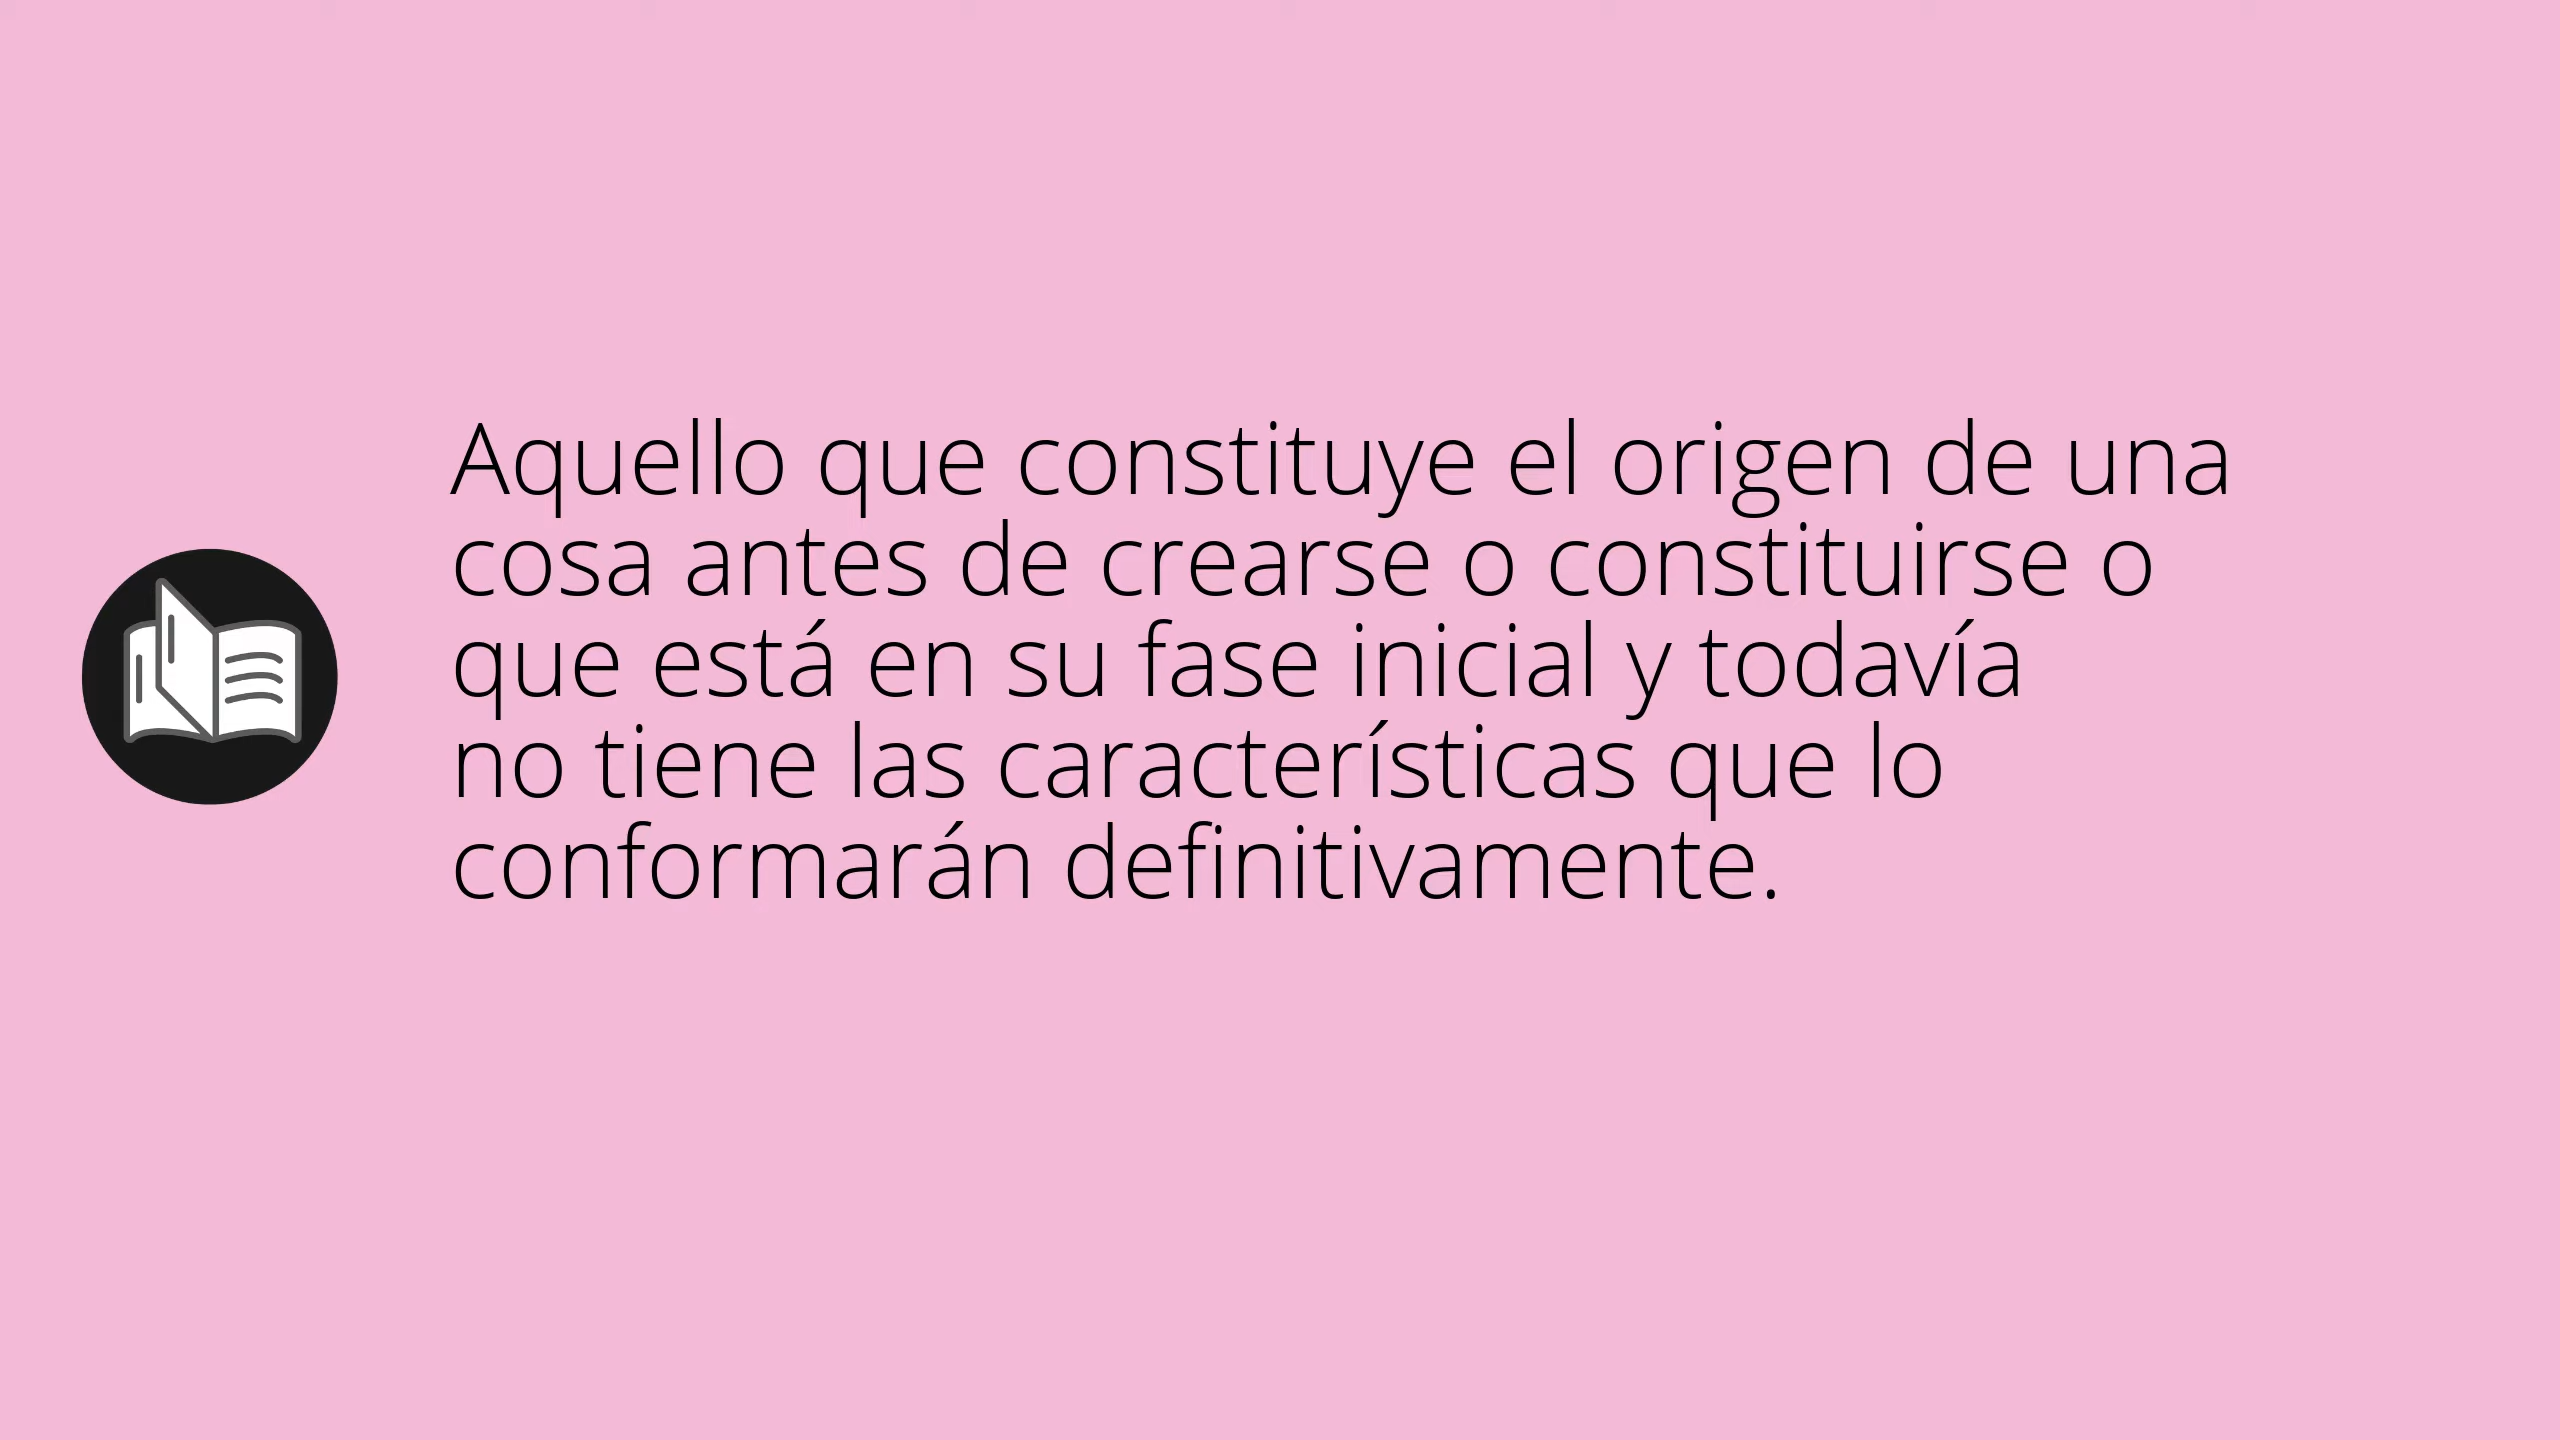 Aquello que constituye el origen de una
cosa antes de crearse o constituirse o
que está en su fase inicial y todavía
no tiene las características que lo
conformarán definitivamente.